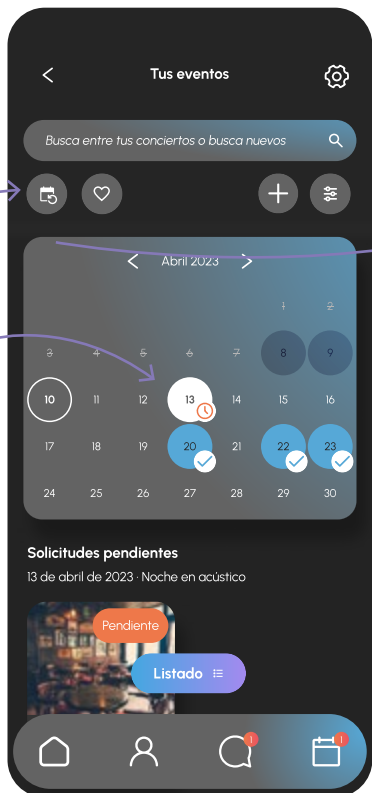 Tus eventos
Busca entre tus conciertos o busca nuevos
Abril 2023
1 2
3 4 5 6 7 8 9
10 11 12 13 14 15 16
17 18 19 20 21 22 23
24 25 26 27 28 29 30
Solicitudes pendientes
13 de abril de 2023 · Noche en acústico
Pendiente
Listado
1 1